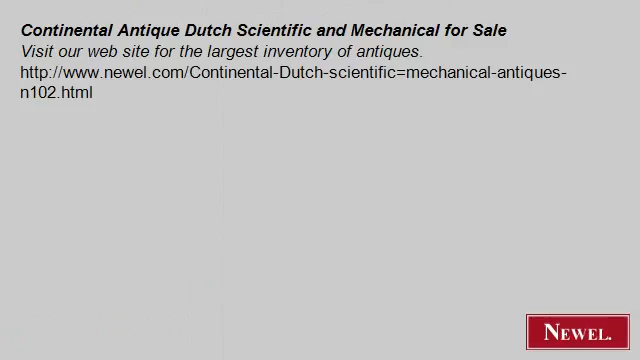 Continental Antique Dutch Scientific and Mechanical for Sale
Visit our web site for the largest inventory of antiques.
http://www.newel.com/Continental-Dutch-scientific=mechanical-antiques-
n102.html
NEWEL.